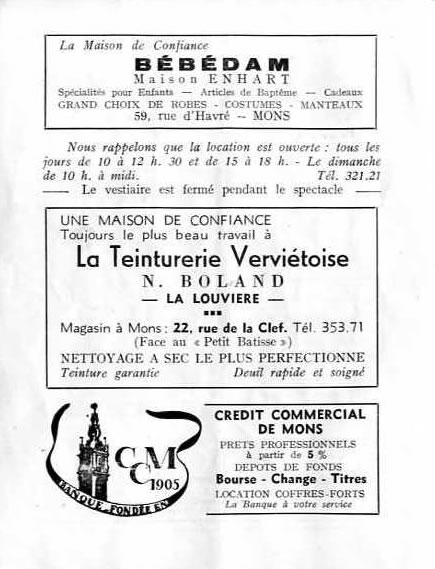 La Maison de Confiance
BÉBÉDAM
Maison ENHART
Spécialités pour Enfants — Articles de Baptême — Cadeaux
GRAND CHOIX DE ROBES - COSTUMES - MANTEAUX
59, rue d'Havré — MONS
Nous rappelons que la location est ouverte : tous les
jours de 10 à 12 h. 30 et de 15 à 18 h. - Le dimanche
de 10 h. à midi. Tél. 321.21
—— Le vestiaire est fermé pendant le spectacle ——
UNE MAISON DE CONFIANCE
Toujours le plus beau travail à
La Teinturerie Verviétoise
N. BOLAND
— LA LOUVIERE —
Magasin à Mons : 22, rue de la Clef. Tél. 353.71
(Face au « Petit Batisse »)
NETTOYAGE A SEC LE PLUS PERFECTIONNE
Teinture garantie Deuil rapide et soigné
CCM
1905
BANQUE FONDÉE EN
CREDIT COMMERCIAL
DE MONS
PRETS PROFESSIONNELS
à partir de 5 %
DEPOTS DE FONDS
Bourse - Change - Titres
LOCATION COFFRES-FORTS
La Banque à votre service